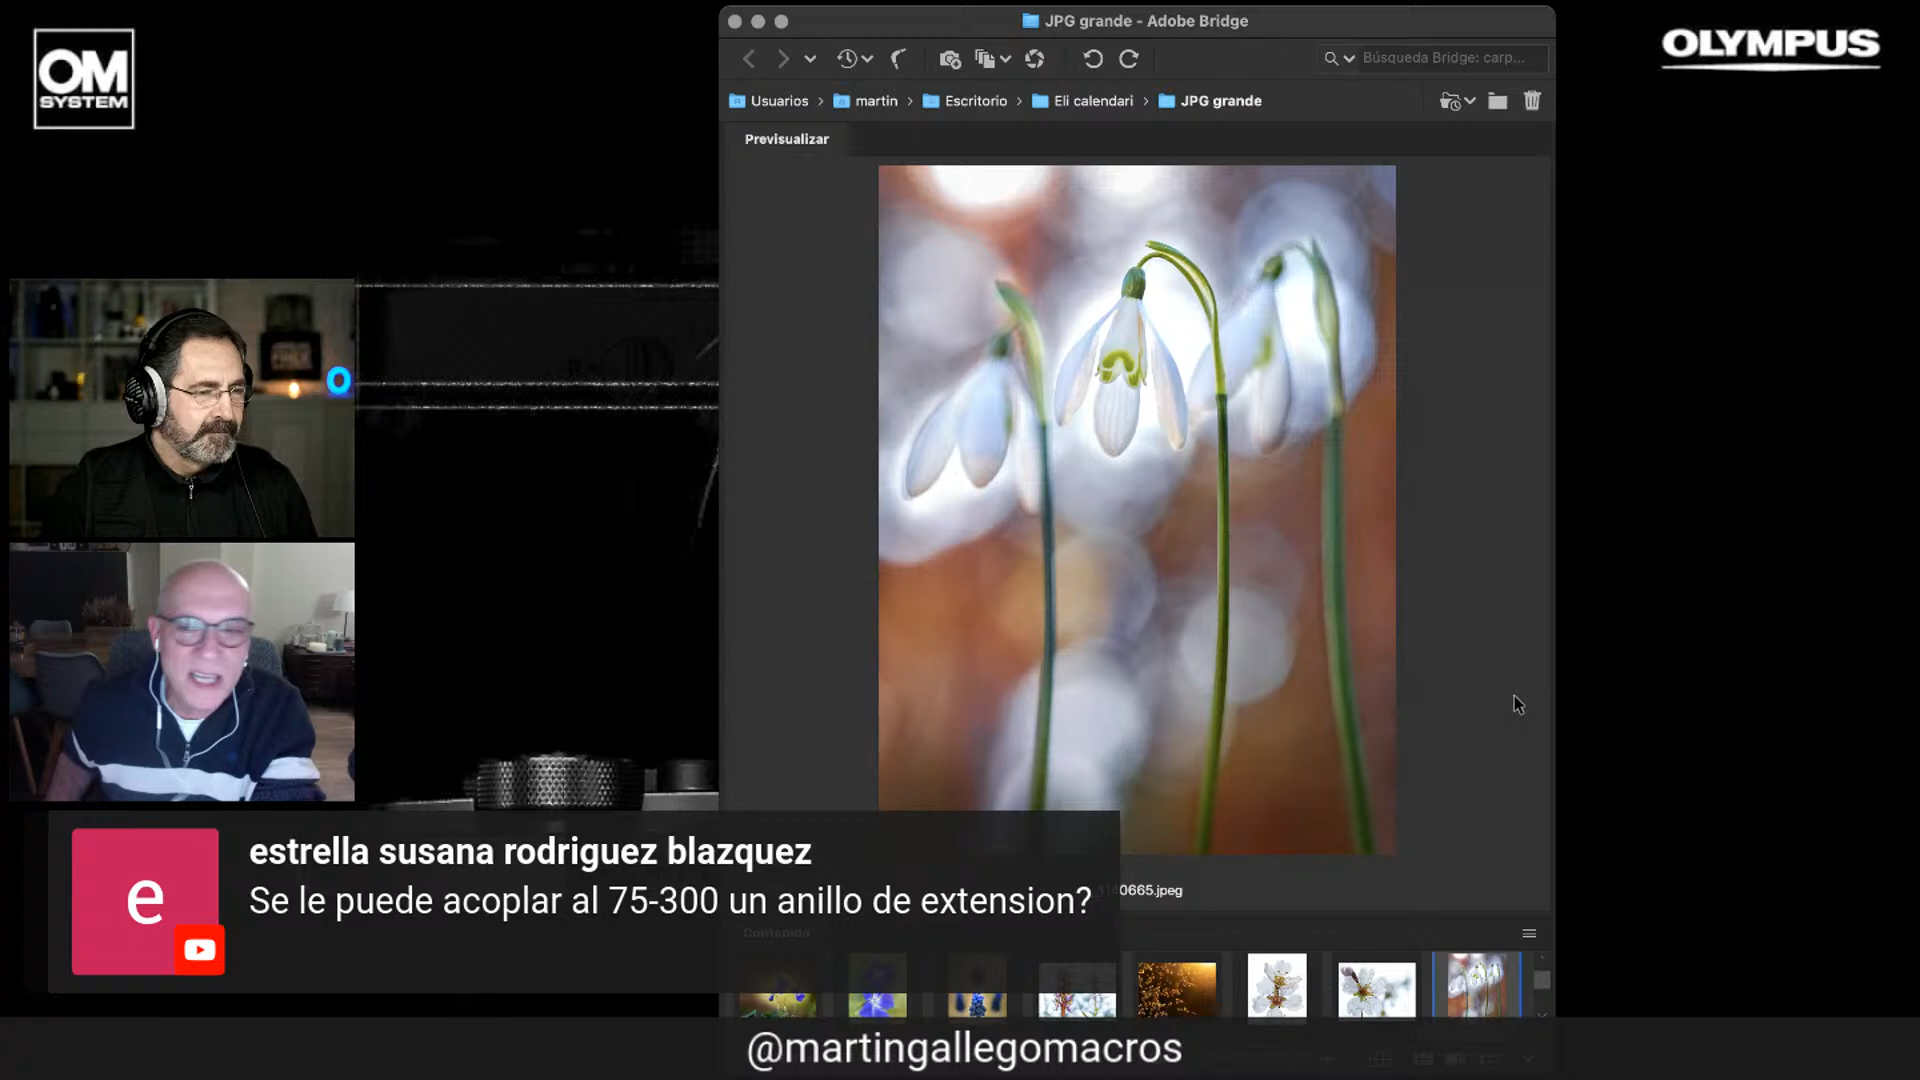 OM
SYSTEM
JPG grande - Adobe Bridge
OLYMPUS
Búsqueda Bridge: carp...
Usuarios
martin
Escritorio
Eli calendari
JPG grande
Previsualizar
O
estrella susana rodriguez blazquez
Se le puede acoplar al 75-300 un anillo de extension?
e
0665.jpeg
Contenido
@martingallegomacros